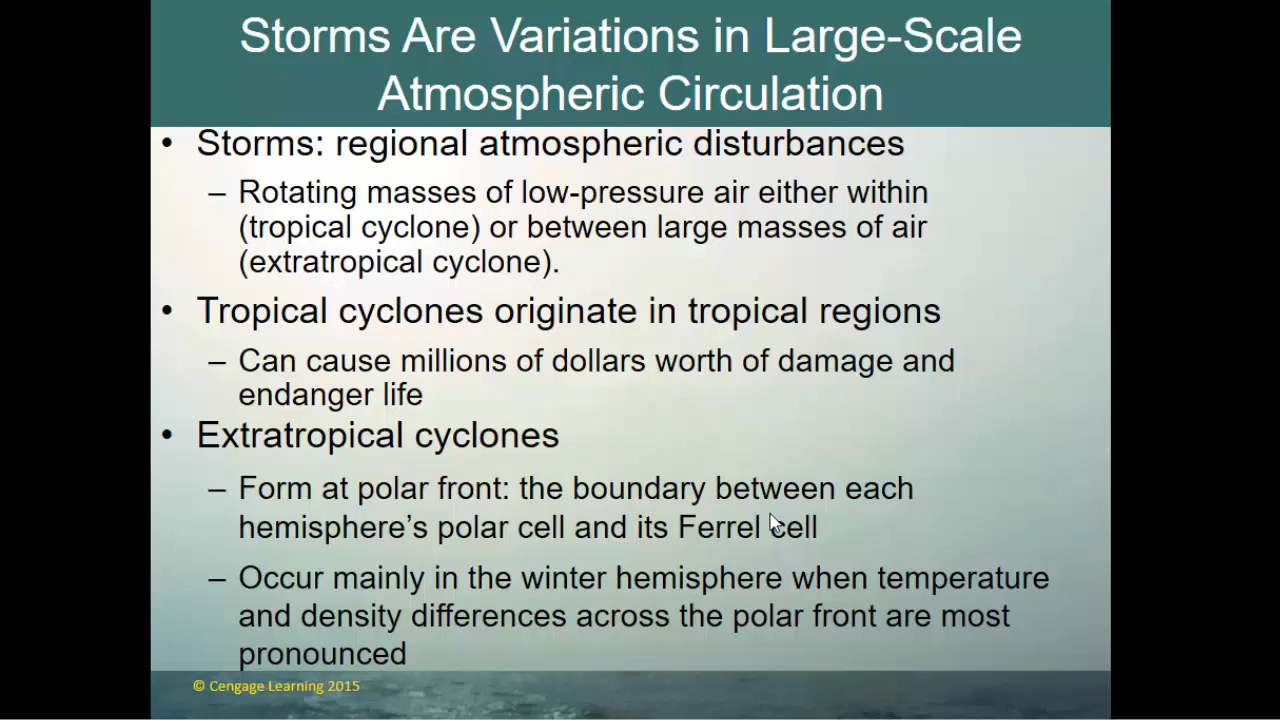 Storms Are Variations in Large-Scale
Atmospheric Circulation
• Storms: regional atmospheric disturbances
– Rotating masses of low-pressure air either within
(tropical cyclone) or between large masses of air
(extratropical cyclone).
• Tropical cyclones originate in tropical regions
– Can cause millions of dollars worth of damage and
endanger life
• Extratropical cyclones
– Form at polar front: the boundary between each
hemisphere’s polar cell and its Ferrel cell
– Occur mainly in the winter hemisphere when temperature
and density differences across the polar front are most
pronounced
© Cengage Learning 2015